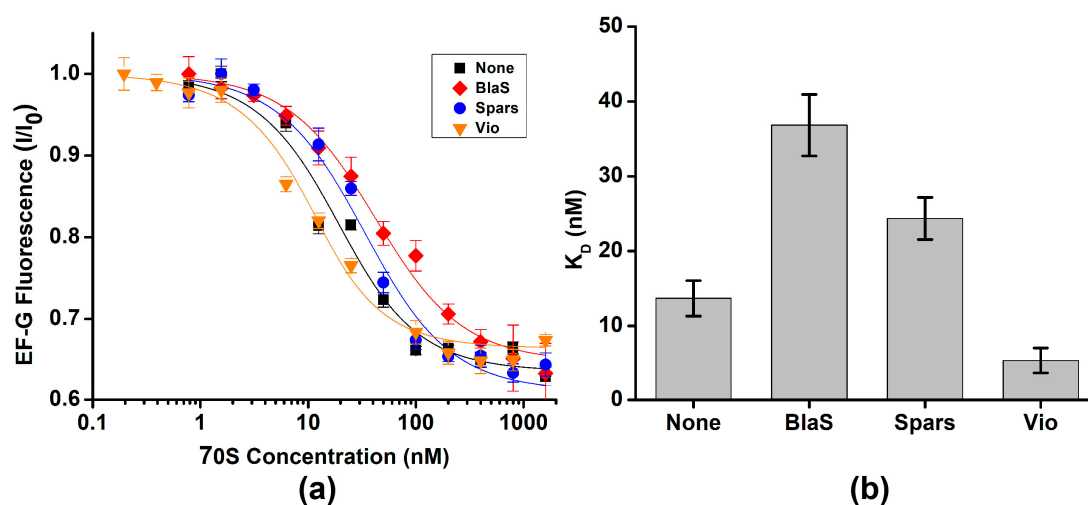 EF-G Fluorescence (I/I0)
1.0
0.9
0.8
0.7
0.6
None
BlaS
Spars
Vio
0.1 1 10 100 1000
70S Concentration (nM)
(a)
KD (nM)
50
40
30
20
10
0
None BlaS Spars Vio
(b)